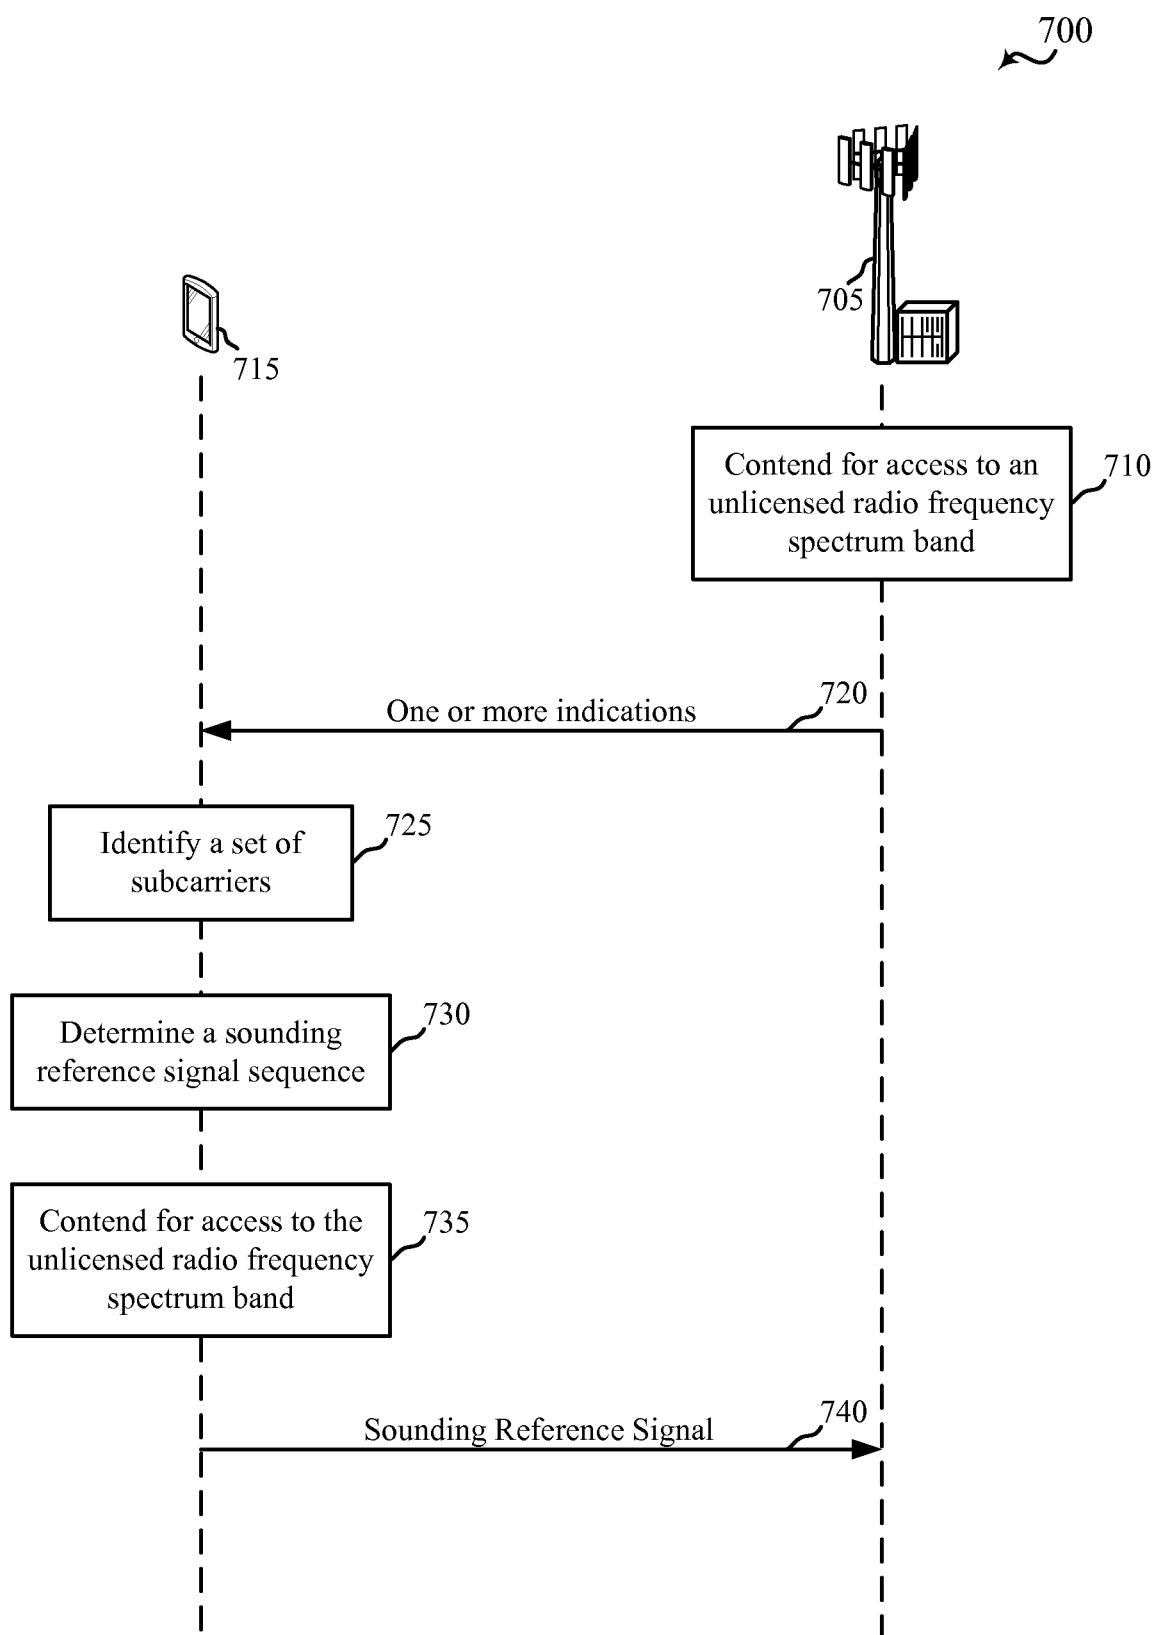 700
705
715
Contend for access to an
unlicensed radio frequency
spectrum band
710
720
One or more indications
725
Identify a set of
subcarriers
730
Determine a sounding
reference signal sequence
735
Contend for access to the
unlicensed radio frequency
spectrum band
740
Sounding Reference Signal